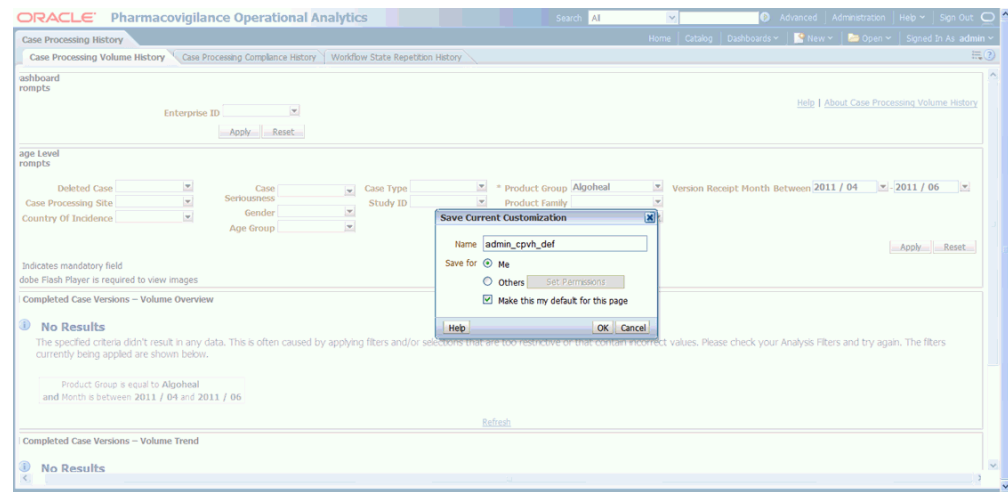 ORACLE Pharmacovigilance Operational Analytics
Search All Advanced Administration Help Sign Out
Case Processing History Home Catalog Dashboards New Open Signed In As admin
Case Processing Volume History Case Processing Compliance History Workflow State Repetition History
ashboard
rompts
Help | About Case Processing Volume History
Enterprise ID
Apply Reset
age Level
rompts
Deleted Case Case Seriousness Case Type * Product Group Algoheal Version Receipt Month Between 2011 / 04 - 2011 / 06
Case Processing Site Study ID Product Family
Country Of Incidence Gender
Age Group
Save Current Customization
Name admin_cpvh_def
Save for Me
Others Set Permissions
Make this my default for this page
Help OK Cancel
Apply Reset
Indicates mandatory field
dobe Flash Player is required to view images
Completed Case Versions – Volume Overview
No Results
The specified criteria didn't result in any data. This is often caused by applying filters and/or selections that are too restrictive or that contain incorrect values. Please check your Analysis Filters and try again. The filters
currently being applied are shown below.
Product Group is equal to Algoheal
and Month is between 2011 / 04 and 2011 / 06
Refresh
Completed Case Versions – Volume Trend
No Results